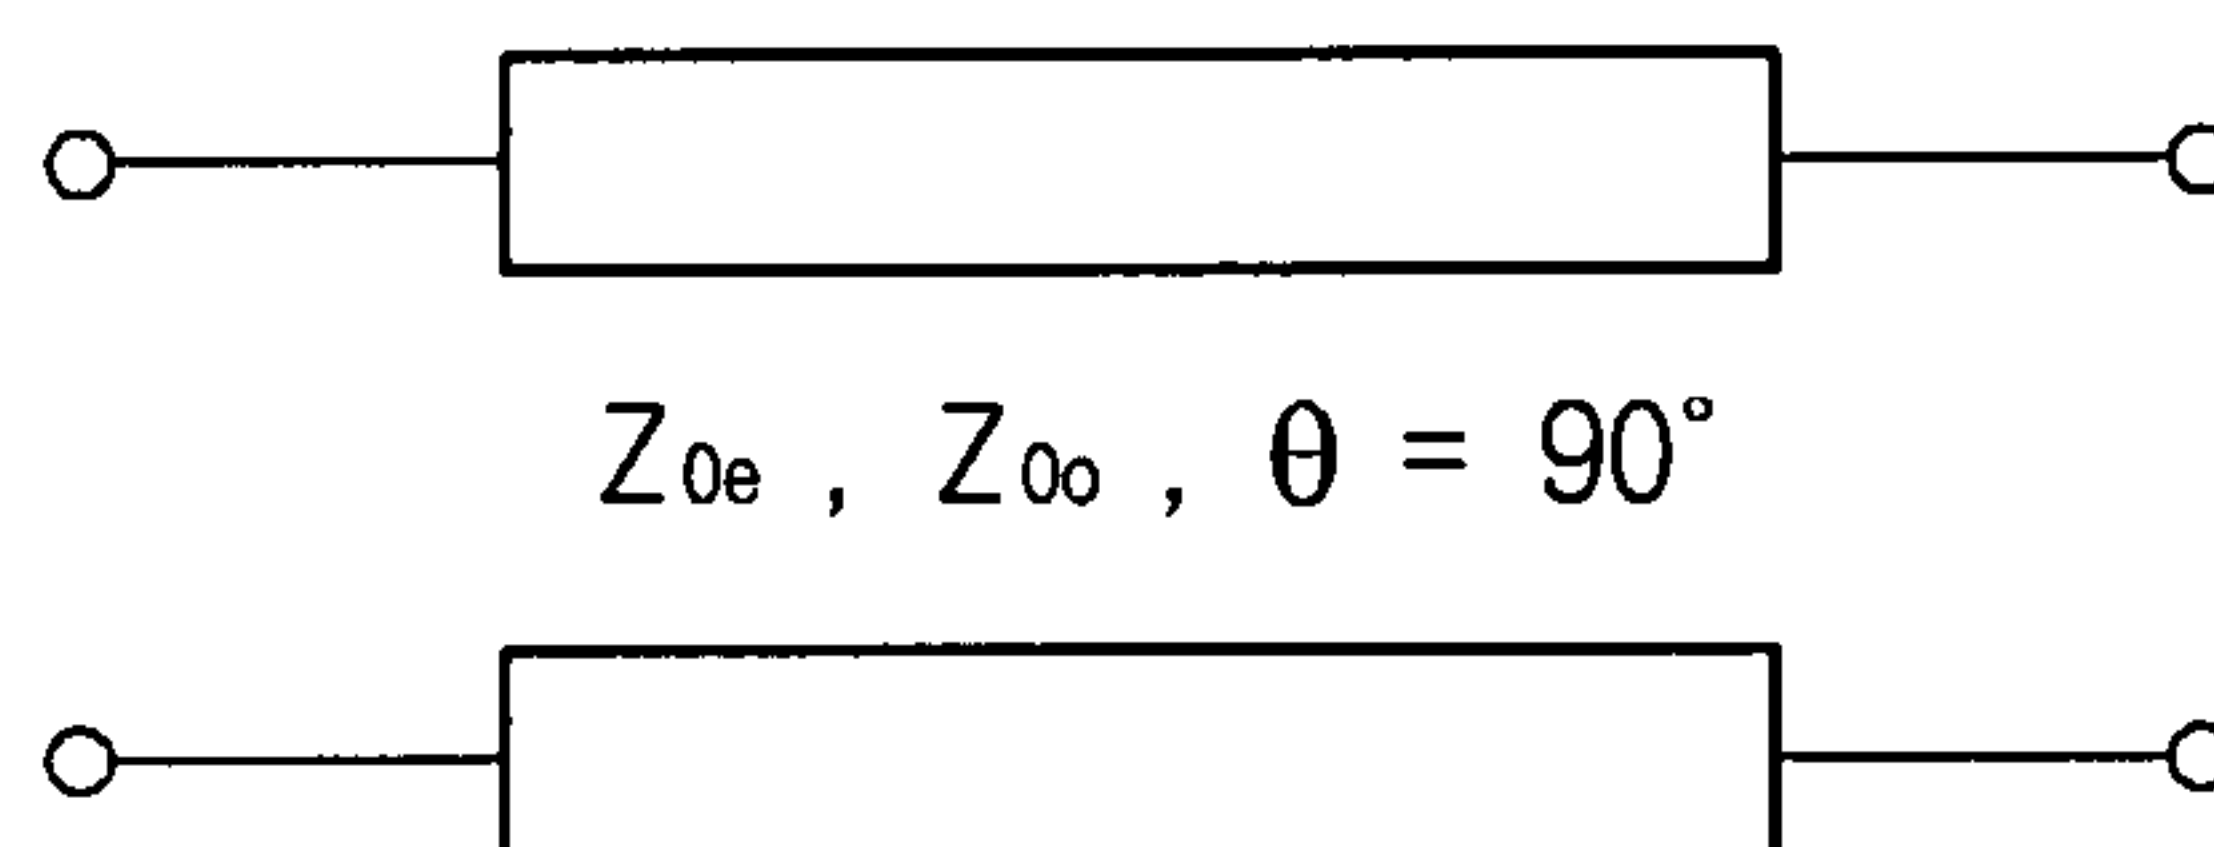 Z0e , Z0o , θ = 90°